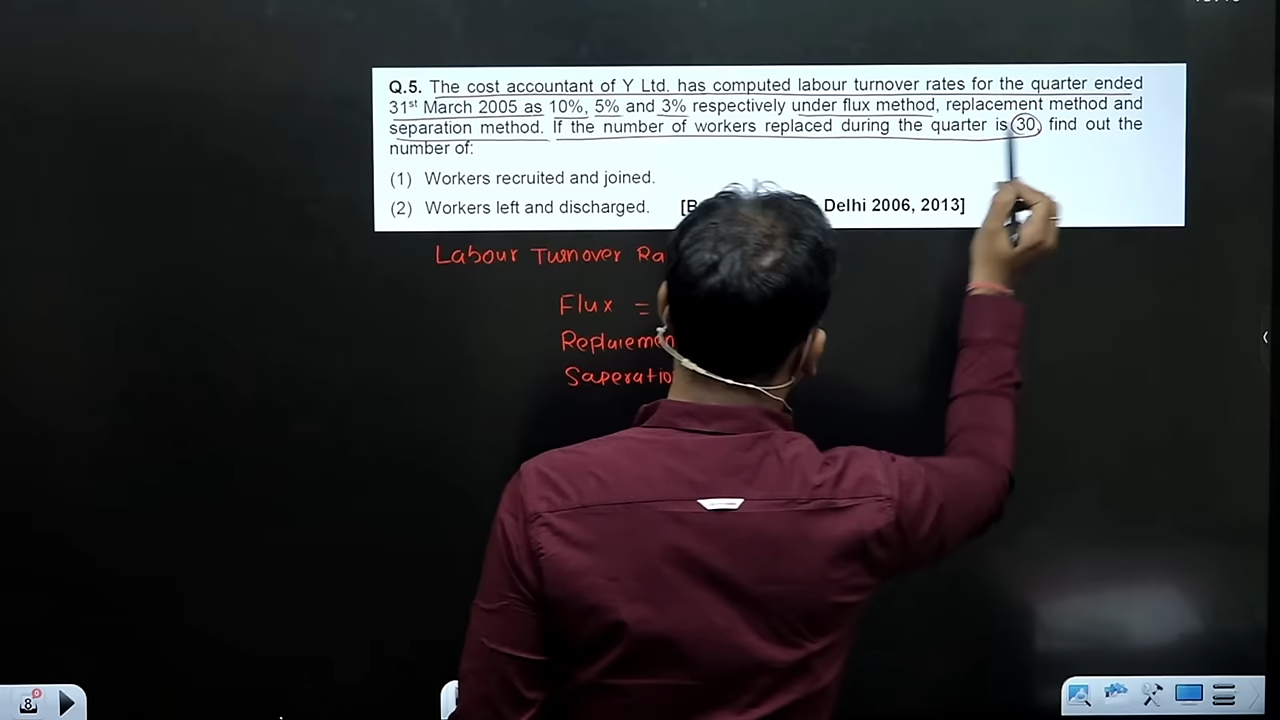 Q.5. The cost accountant of Y Ltd. has computed labour turnover rates for the quarter ended
31st March 2005 as 10%, 5% and 3% respectively under flux method, replacement method and
separation method. If the number of workers replaced during the quarter is 30, find out the
number of:
(1) Workers recruited and joined.
(2) Workers left and discharged. Delhi 2006, 2013]
Labour Turnover
Flux =
8